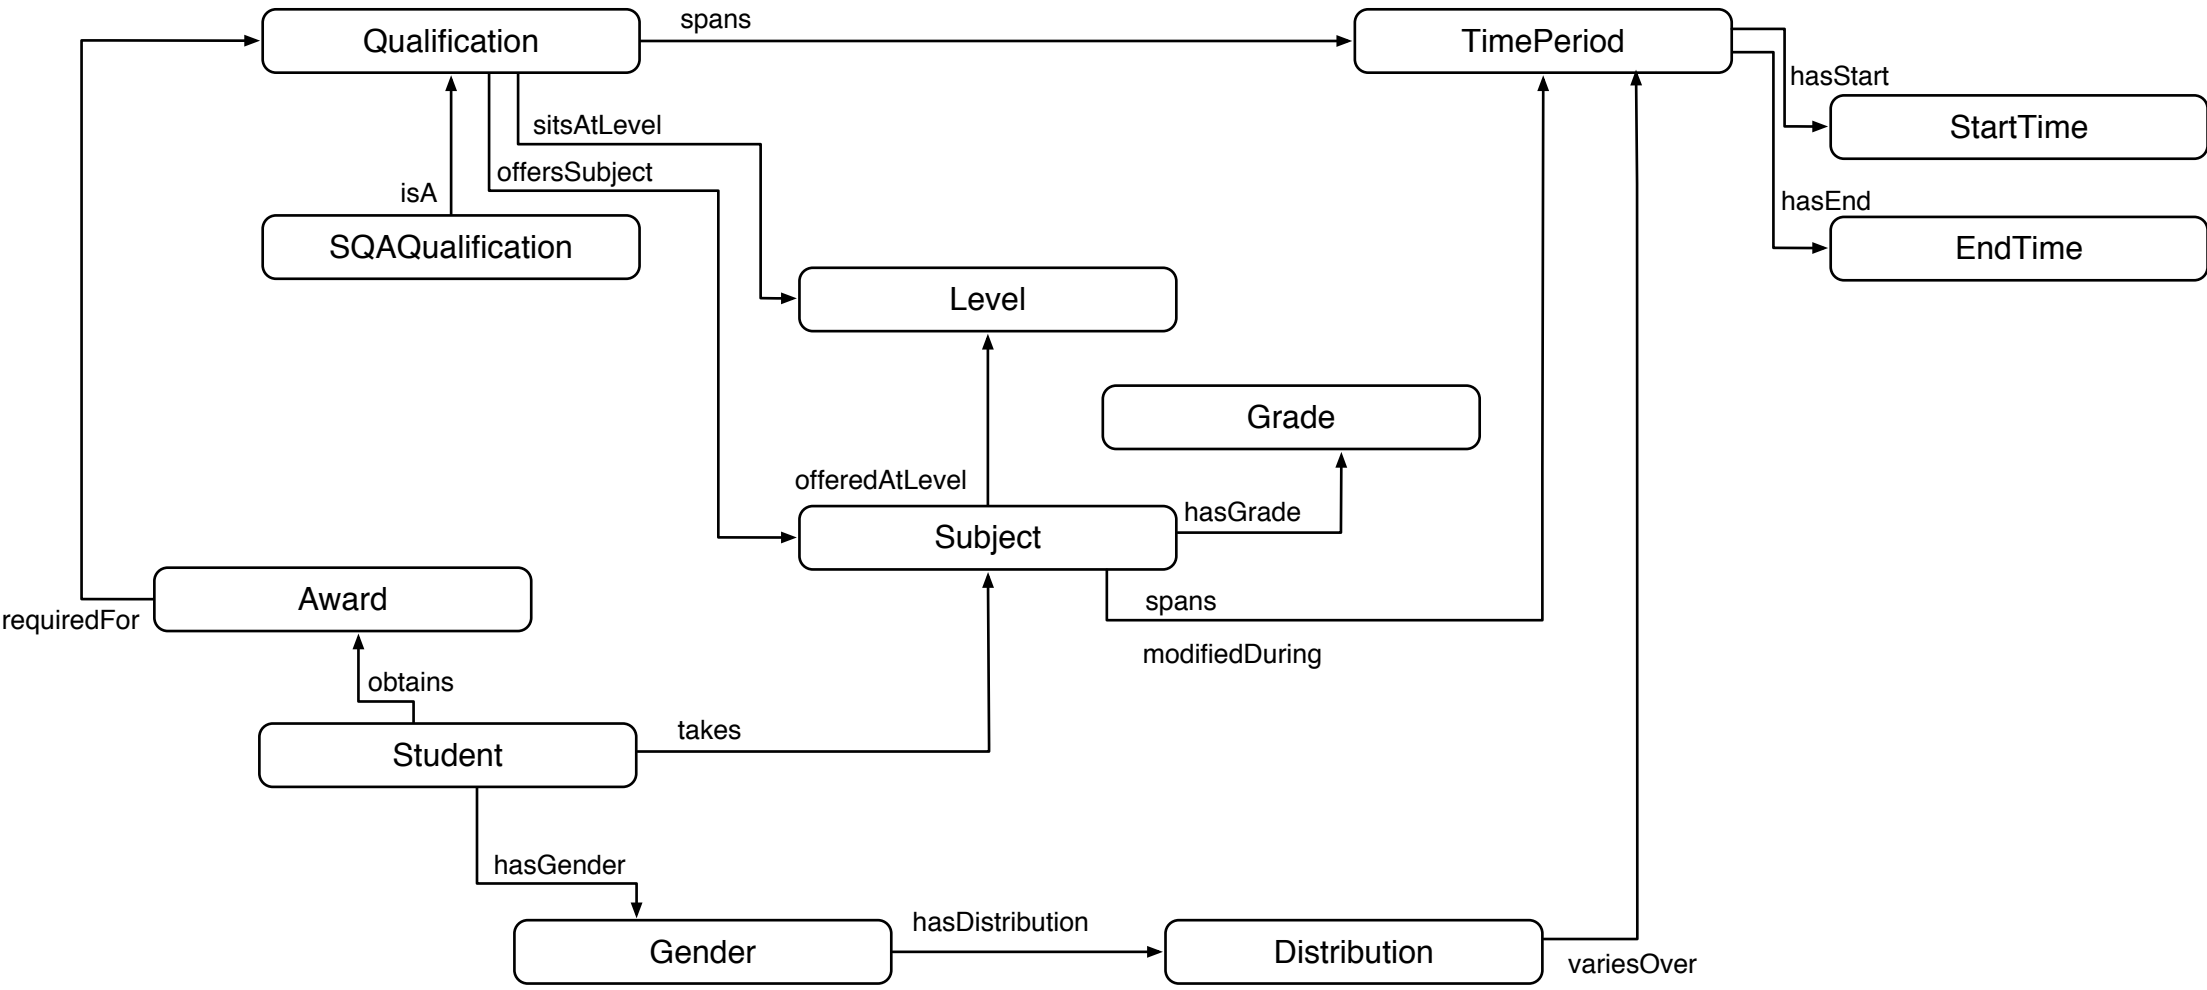 spans
Qualification
TimePeriod
hasStart
StartTime
sitsAtLevel
offersSubject
isA
hasEnd
SQAQualification
EndTime
Level
Grade
offeredAtLevel
hasGrade
Subject
Award
spans
requiredFor
modifiedDuring
obtains
takes
Student
hasGender
hasDistribution
Gender
Distribution
variesOver